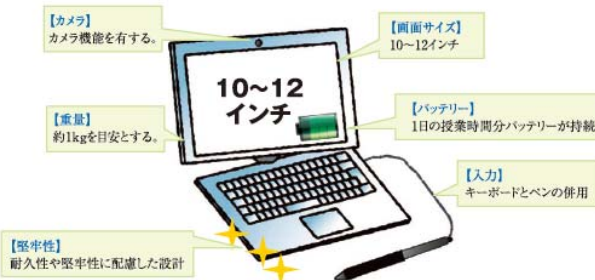 【カメラ】
カメラ機能を有する。
【画面サイズ】
10～12インチ
10～12
インチ
【重量】
約1kgを目安とする。
【バッテリー】
1日の授業時間分バッテリーが持続
【入力】
キーボードとペンの併用
【堅牢性】
耐久性や堅牢性に配慮した設計